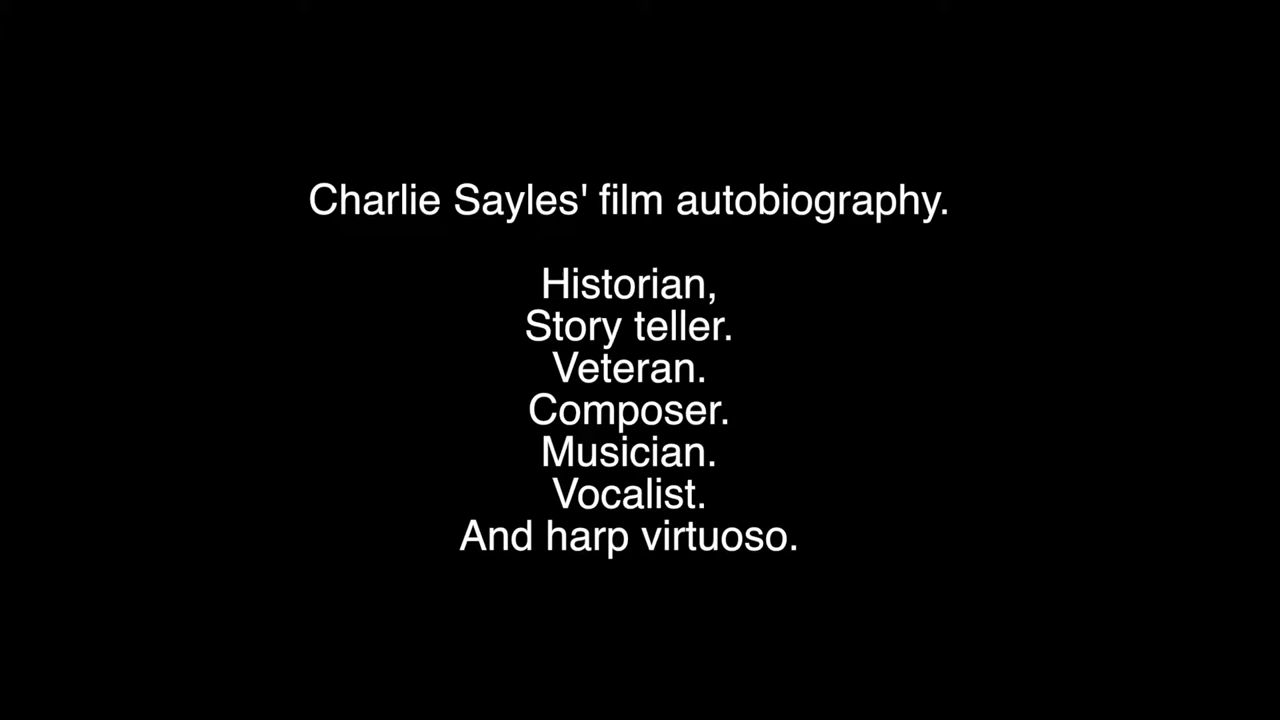 Charlie Sayles' film autobiography.
Historian,
Story teller.
Veteran.
Composer.
Musician.
Vocalist.
And harp virtuoso.